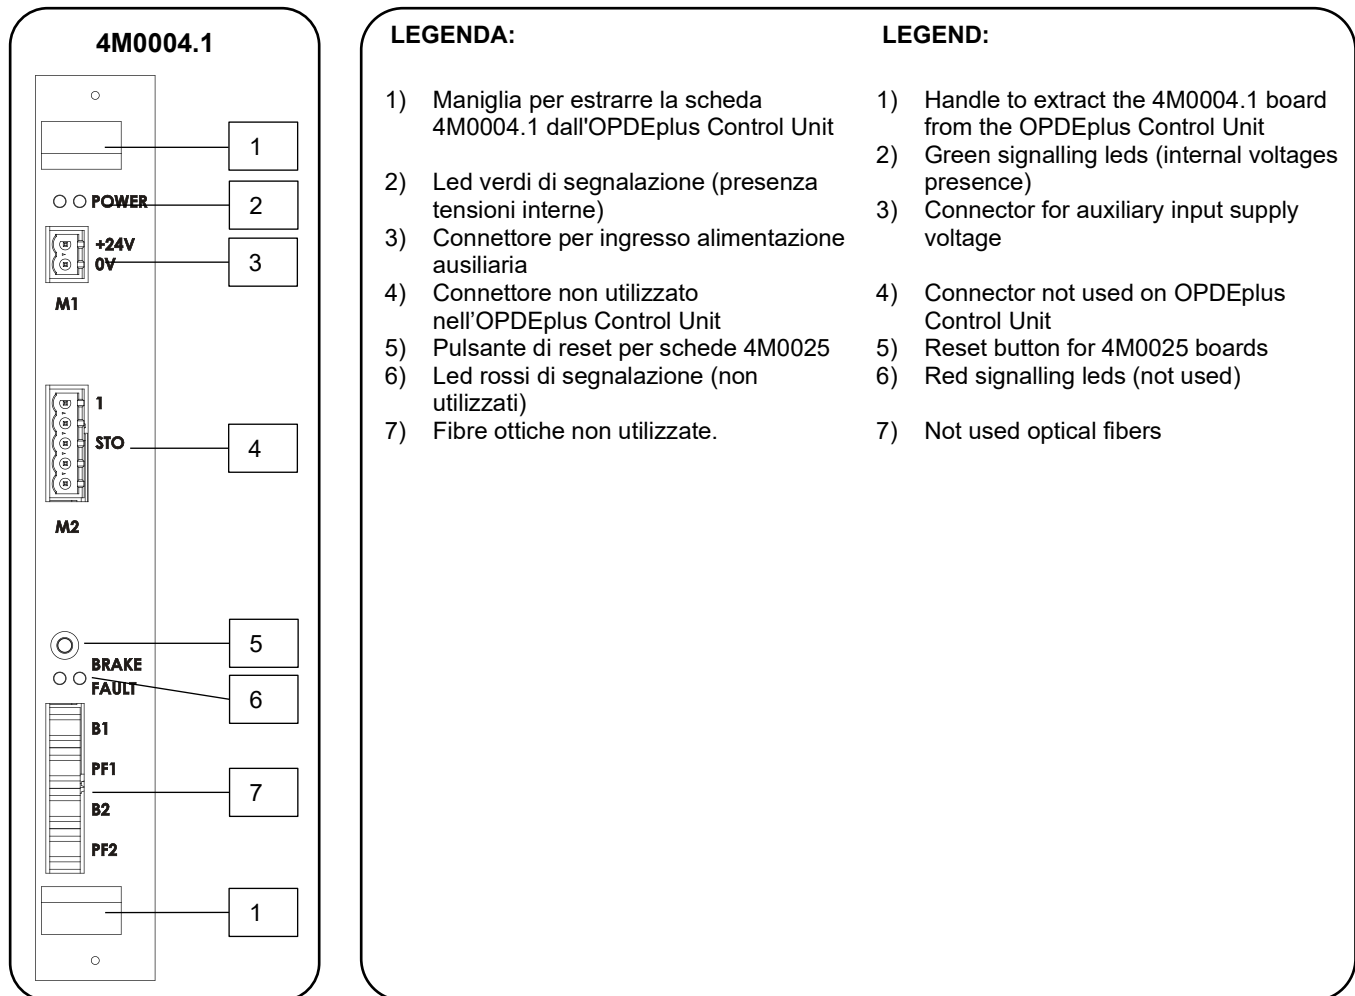 4M0004.1
1
POWER
2
+24V
0V
3
M1
1
STO
4
M2
5
BRAKE
FAULT
6
B1
PF1
7
B2
PF2
1
LEGENDA:
1) Maniglia per estrarre la scheda
4M0004.1 dall'OPDEplus Control Unit
2) Led verdi di segnalazione (presenza
tensioni interne)
3) Connettore per ingresso alimentazione
ausiliaria
4) Connettore non utilizzato
nell’OPDEplus Control Unit
5) Pulsante di reset per schede 4M0025
6) Led rossi di segnalazione (non
utilizzati)
7) Fibre ottiche non utilizzate.
LEGEND:
1) Handle to extract the 4M0004.1 board
from the OPDEplus Control Unit
2) Green signalling leds (internal voltages
presence)
3) Connector for auxiliary input supply
voltage
4) Connector not used on OPDEplus
Control Unit
5) Reset button for 4M0025 boards
6) Red signalling leds (not used)
7) Not used optical fibers